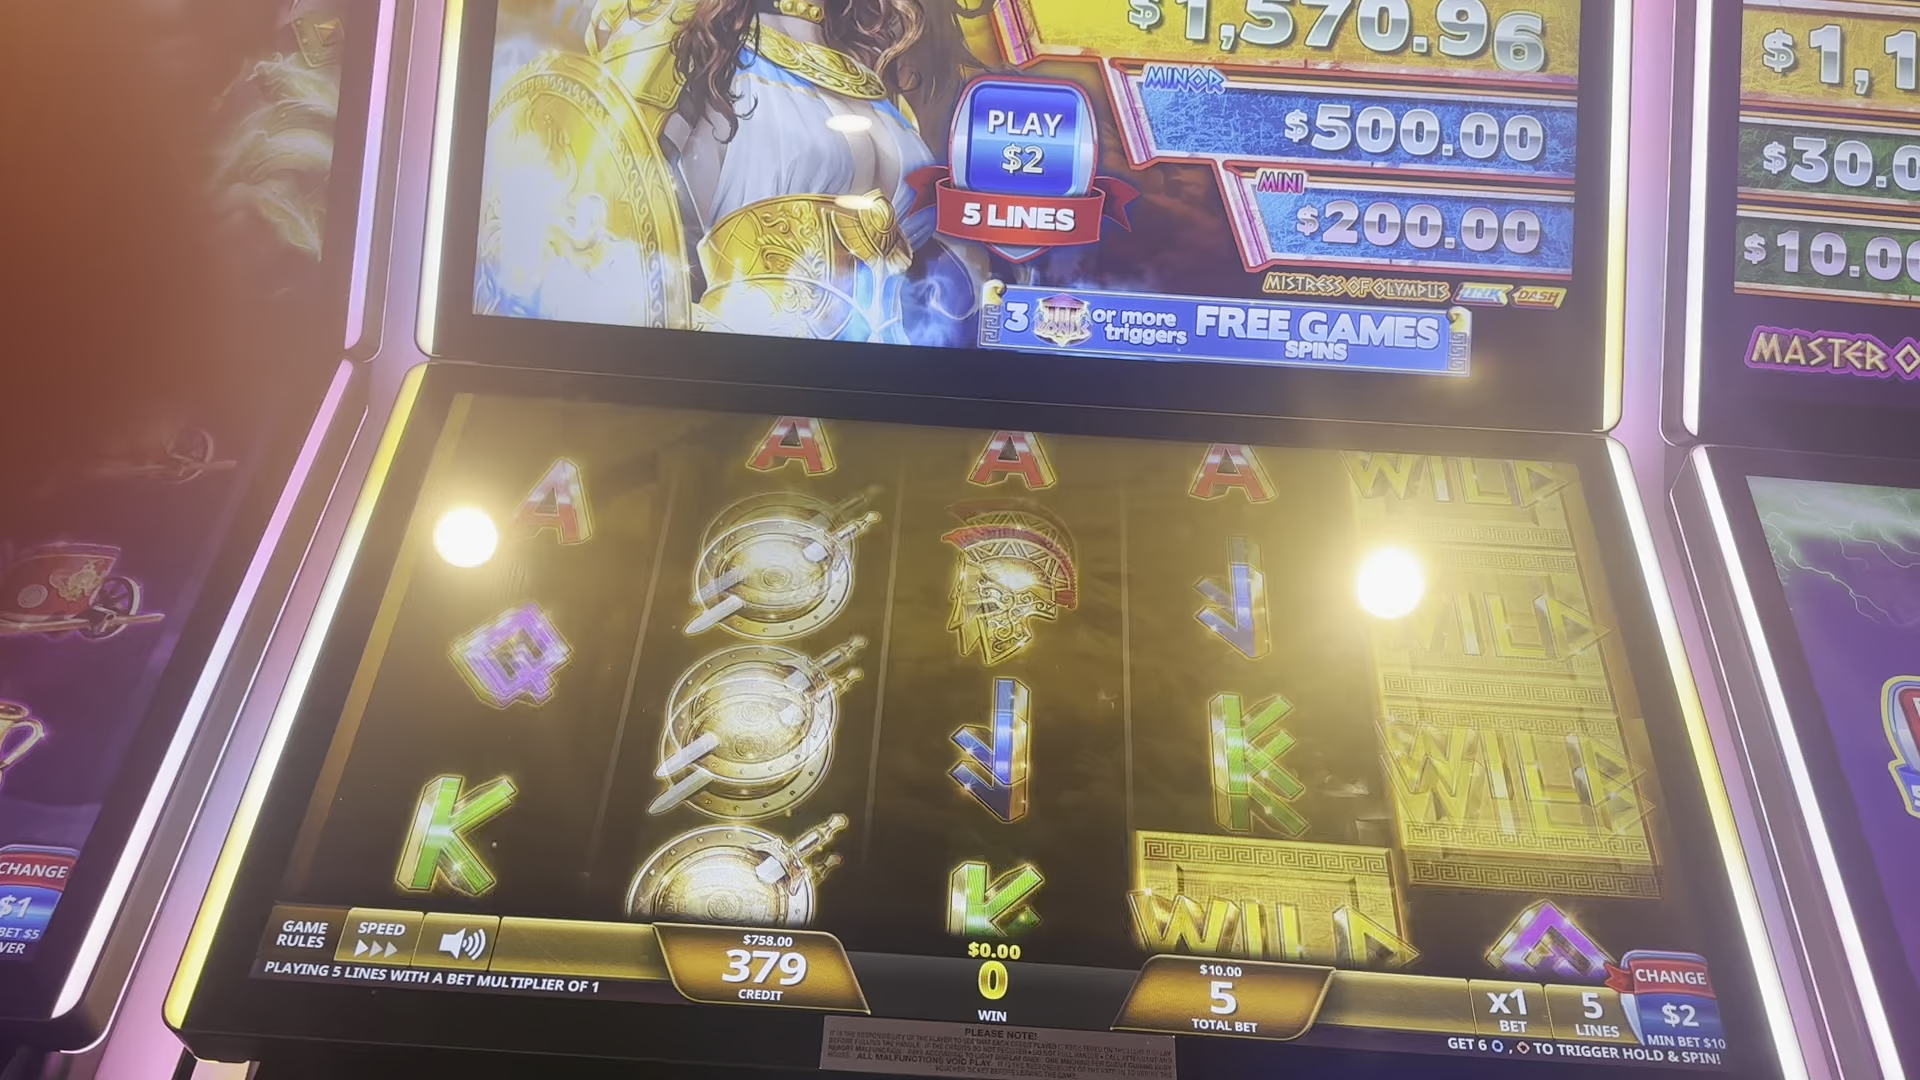 $1,570.96
MINOR
$500.00
MINI
$200.00
PLAY
$2
5 LINES
MISTRESS OF OLYMPUS LINK DASH
3 or more triggers FREE GAMES SPINS
$1,1
$30.0
$10.00
MASTER O
A A A A WILD
Q J WILD
K J K WILD
K WILD
GAME RULES
SPEED
$758.00
379
CREDIT
$0.00
0
WIN
$10.00
5
TOTAL BET
x1
BET
5
LINES
CHANGE
$2
MIN BET $10
PLAYING 5 LINES WITH A BET MULTIPLIER OF 1
GET 6 , TO TRIGGER HOLD & SPIN!
CHANGE
$1
BET $5
VER
PLEASE NOTE!
ALL MALFUNCTIONS VOID PLAY.